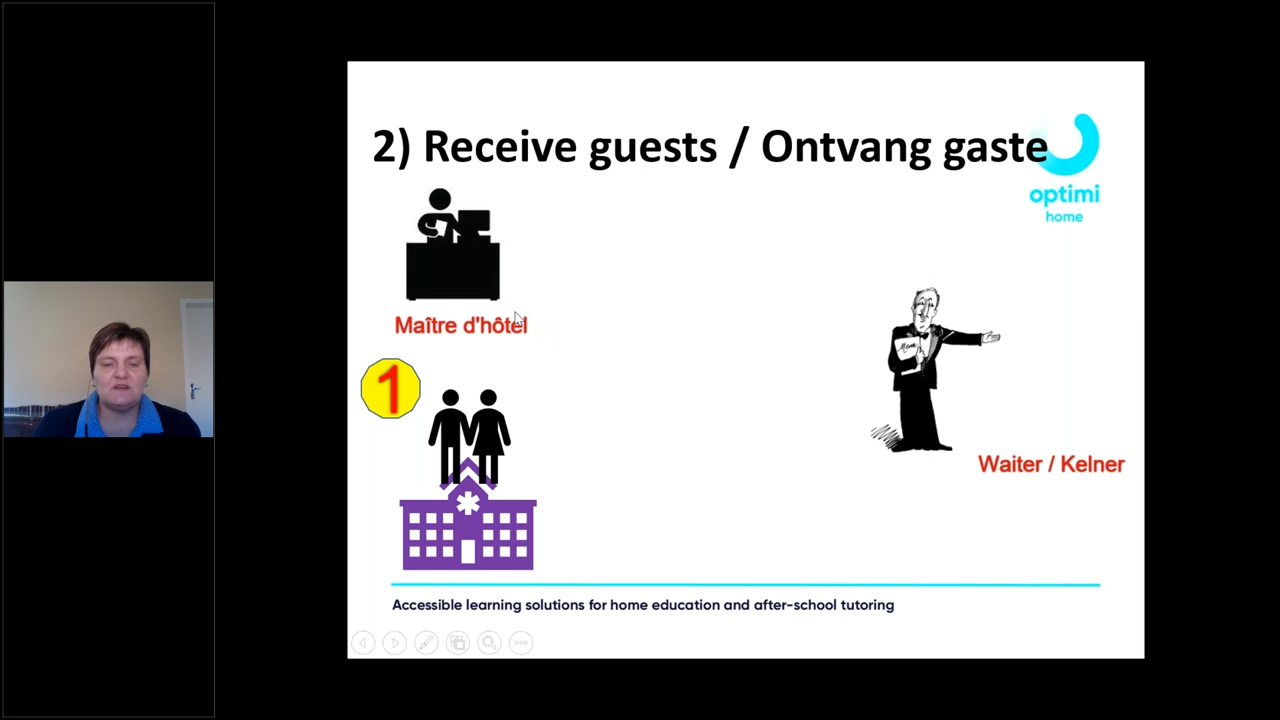 2) Receive guests / Ontvang gaste
optimi
home
Maître d'hôtel
1
Menu
Waiter / Kelner
Accessible learning solutions for home education and after-school tutoring